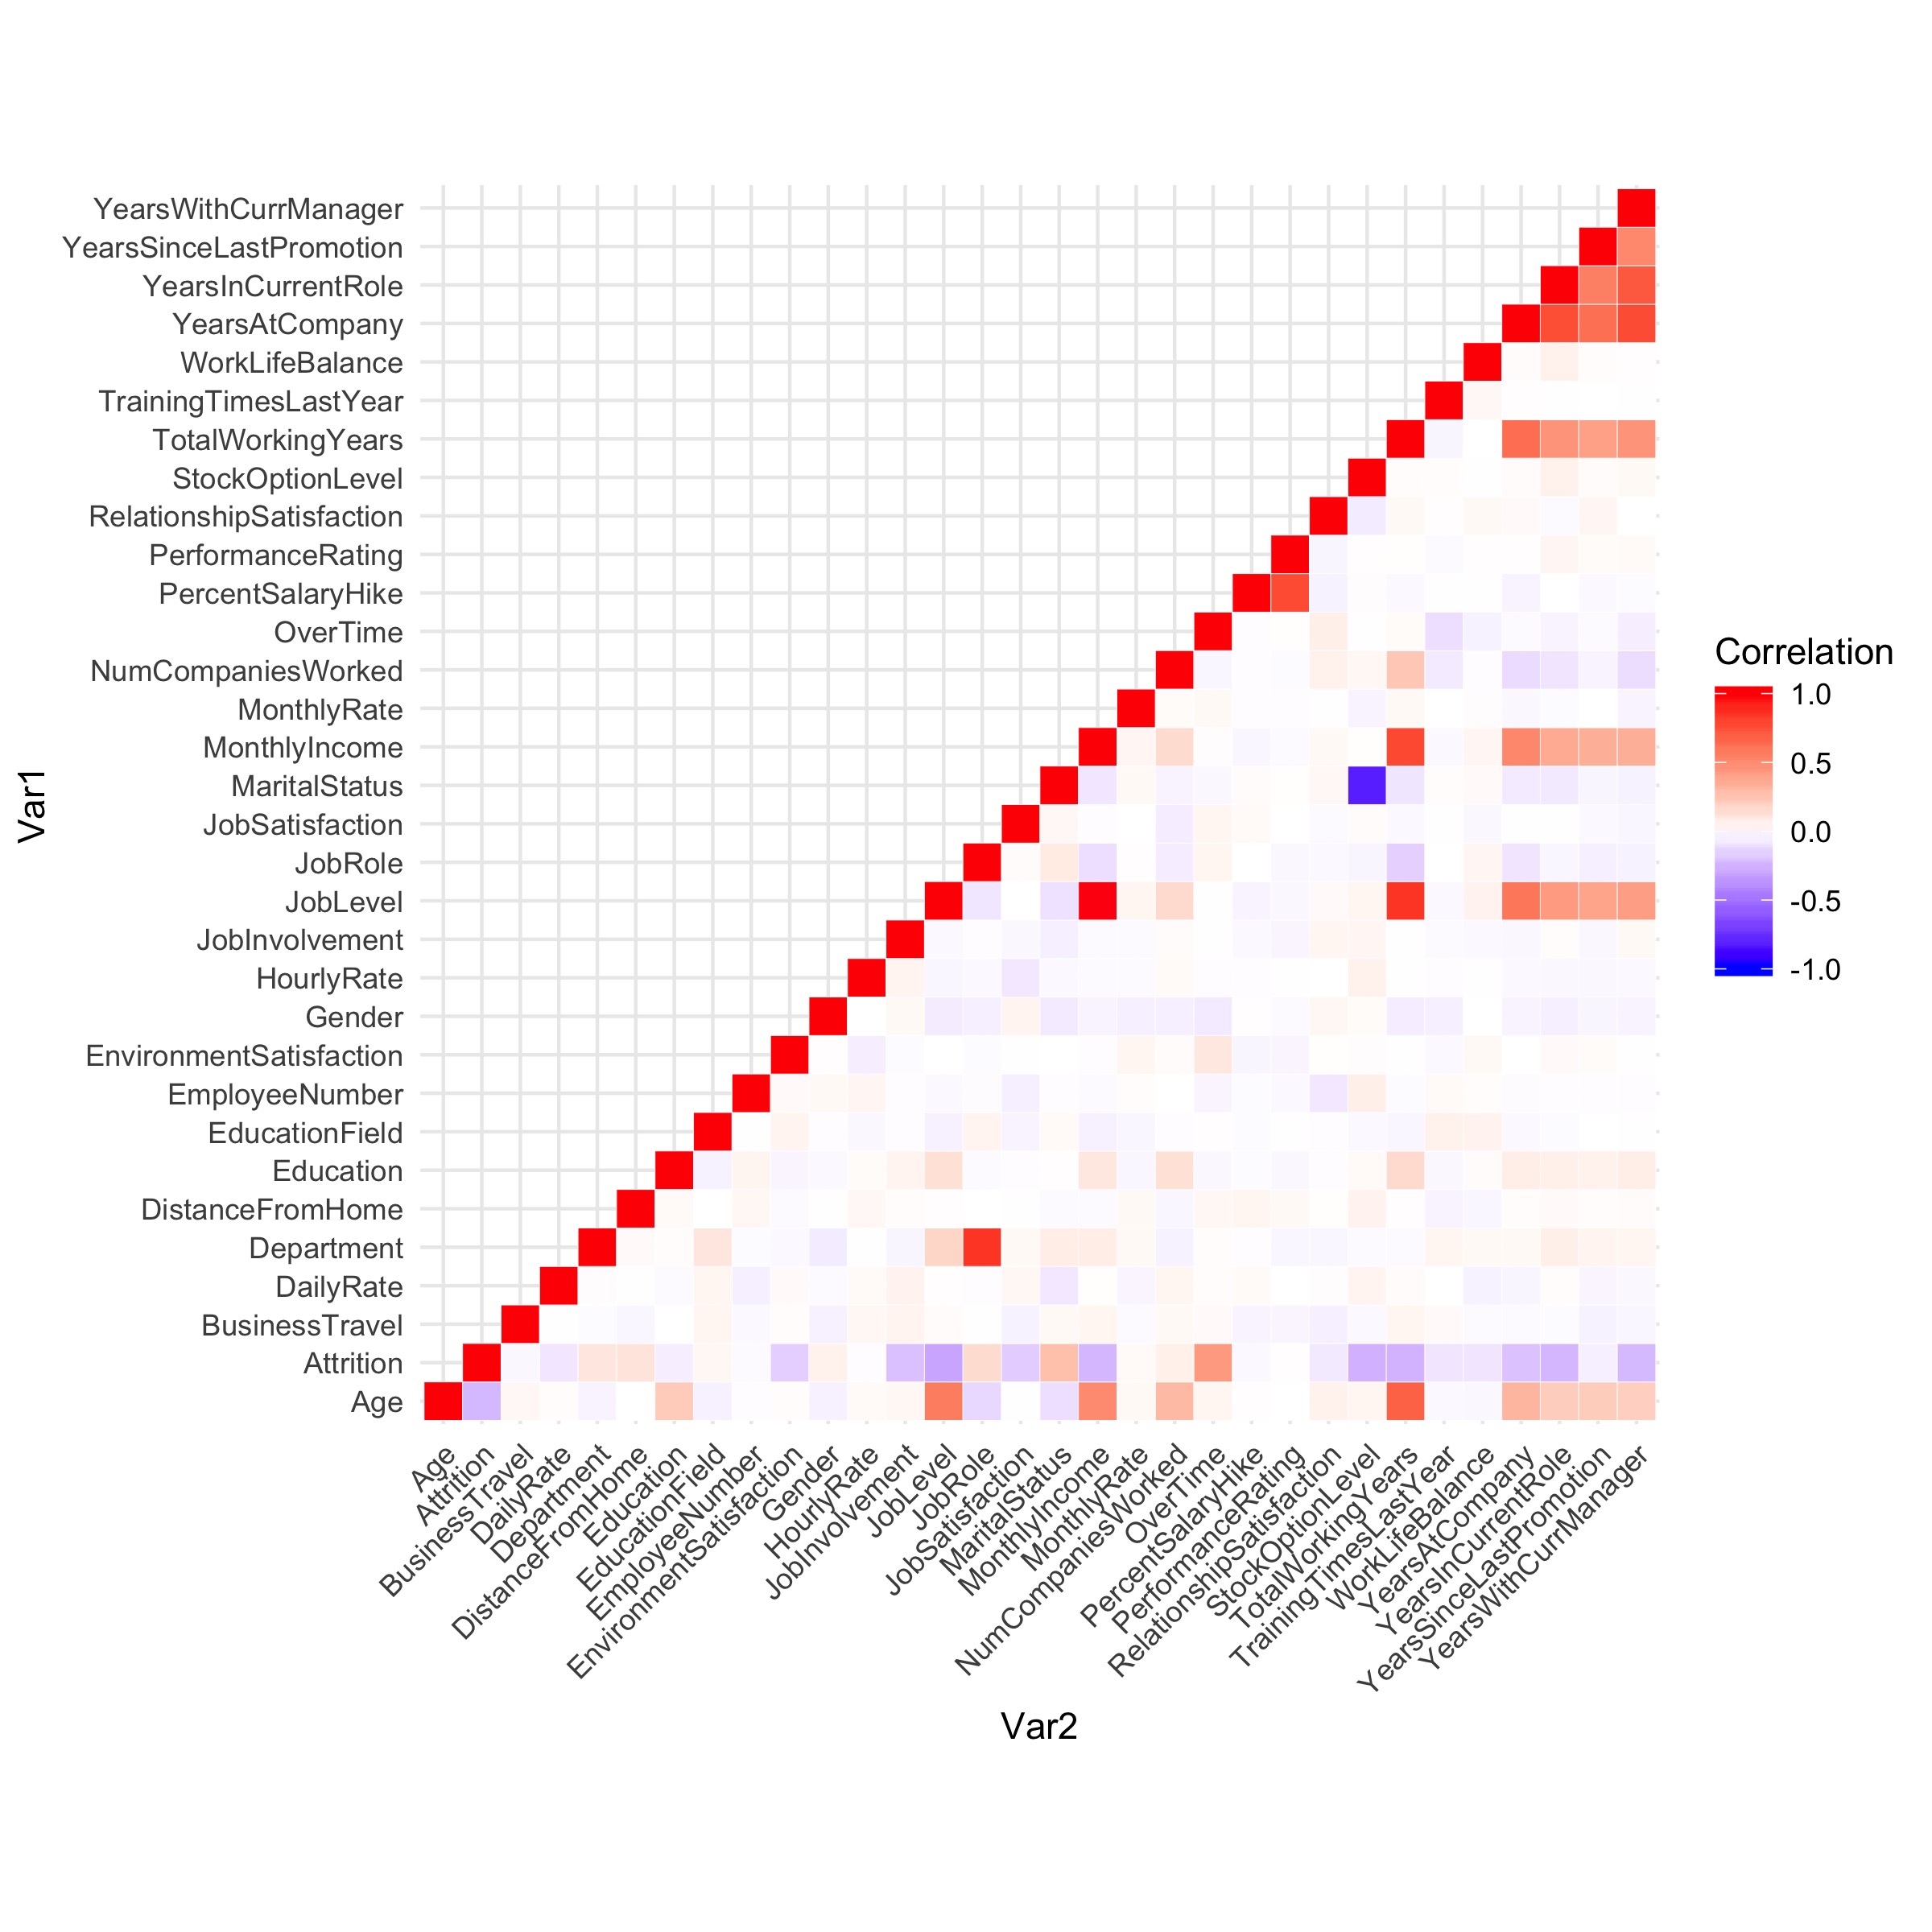 YearsWithCurrManager
YearsSinceLastPromotion
YearsInCurrentRole
YearsAtCompany
WorkLifeBalance
TrainingTimesLastYear
TotalWorkingYears
StockOptionLevel
RelationshipSatisfaction
PerformanceRating
PercentSalaryHike
OverTime
NumCompaniesWorked
MonthlyRate
MonthlyIncome
MaritalStatus
JobSatisfaction
JobRole
JobLevel
JobInvolvement
HourlyRate
Gender
EnvironmentSatisfaction
EmployeeNumber
EducationField
Education
DistanceFromHome
Department
DailyRate
BusinessTravel
Attrition
Age
Var1
Age
Attrition
BusinessTravel
DailyRate
Department
DistanceFromHome
Education
EducationField
EmployeeNumber
EnvironmentSatisfaction
Gender
HourlyRate
JobInvolvement
JobLevel
JobRole
JobSatisfaction
MaritalStatus
MonthlyIncome
MonthlyRate
NumCompaniesWorked
OverTime
PercentSalaryHike
PerformanceRating
RelationshipSatisfaction
StockOptionLevel
TotalWorkingYears
TrainingTimesLastYear
WorkLifeBalance
YearsAtCompany
YearsInCurrentRole
YearsSinceLastPromotion
YearsWithCurrManager
Var2
Correlation
1.0
0.5
0.0
-0.5
-1.0